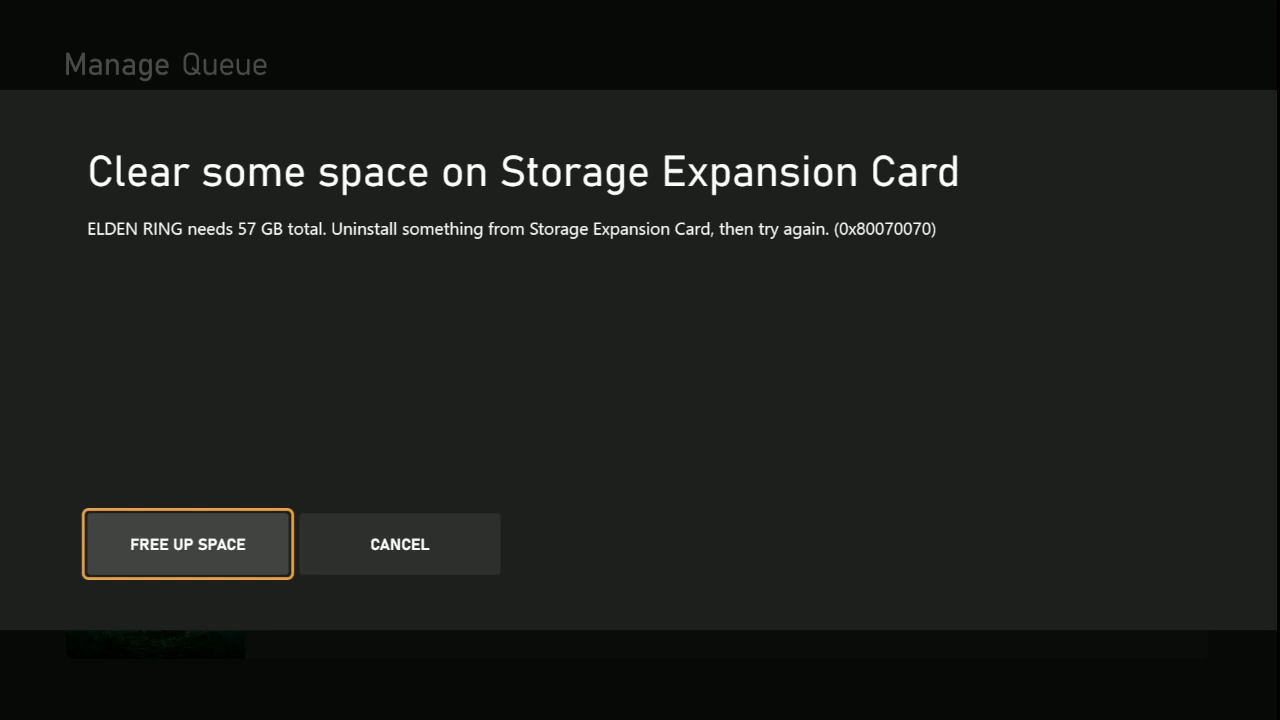 Manage Queue
Clear some space on Storage Expansion Card
ELDEN RING needs 57 GB total. Uninstall something from Storage Expansion Card, then try again. (0x80070070)
FREE UP SPACE
CANCEL